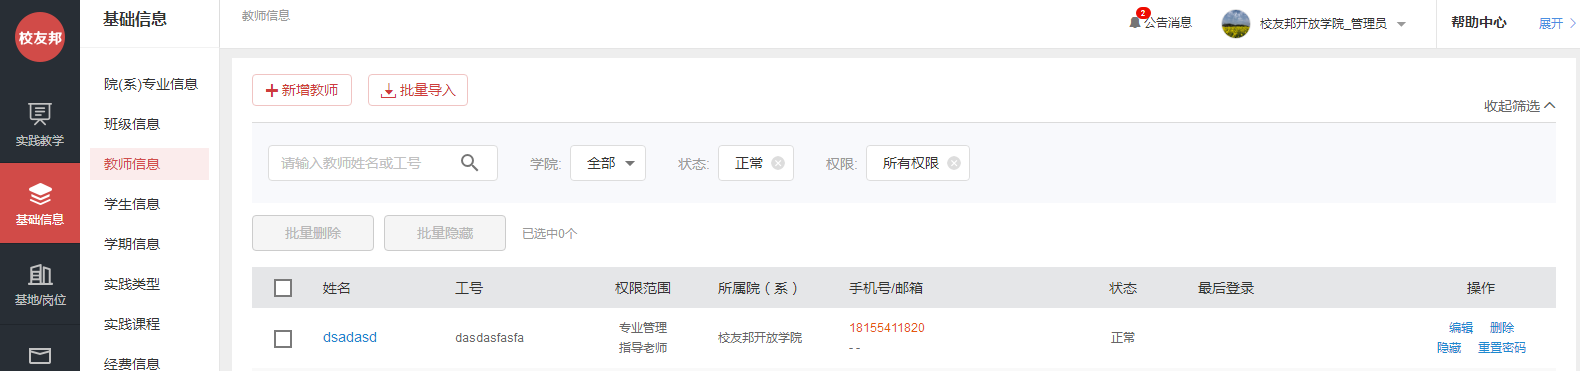 校友邦
实践教学
基础信息
基地/岗位
基础信息
院(系)专业信息
班级信息
教师信息
学生信息
学期信息
实践类型
实践课程
经费信息
教师信息
2
公告消息
校友邦开放学院_管理员
帮助中心
展开
新增教师
批量导入
收起筛选
请输入教师姓名或工号
学院: 全部
状态: 正常
权限: 所有权限
批量删除
批量隐藏
已选中0个
姓名 工号 权限范围 所属院（系） 手机号/邮箱 状态 最后登录 操作
dsadasd dasdasfasfa 专业管理 校友邦开放学院 18155411820 正常 编辑 删除
指导老师 -- 隐藏 重置密码